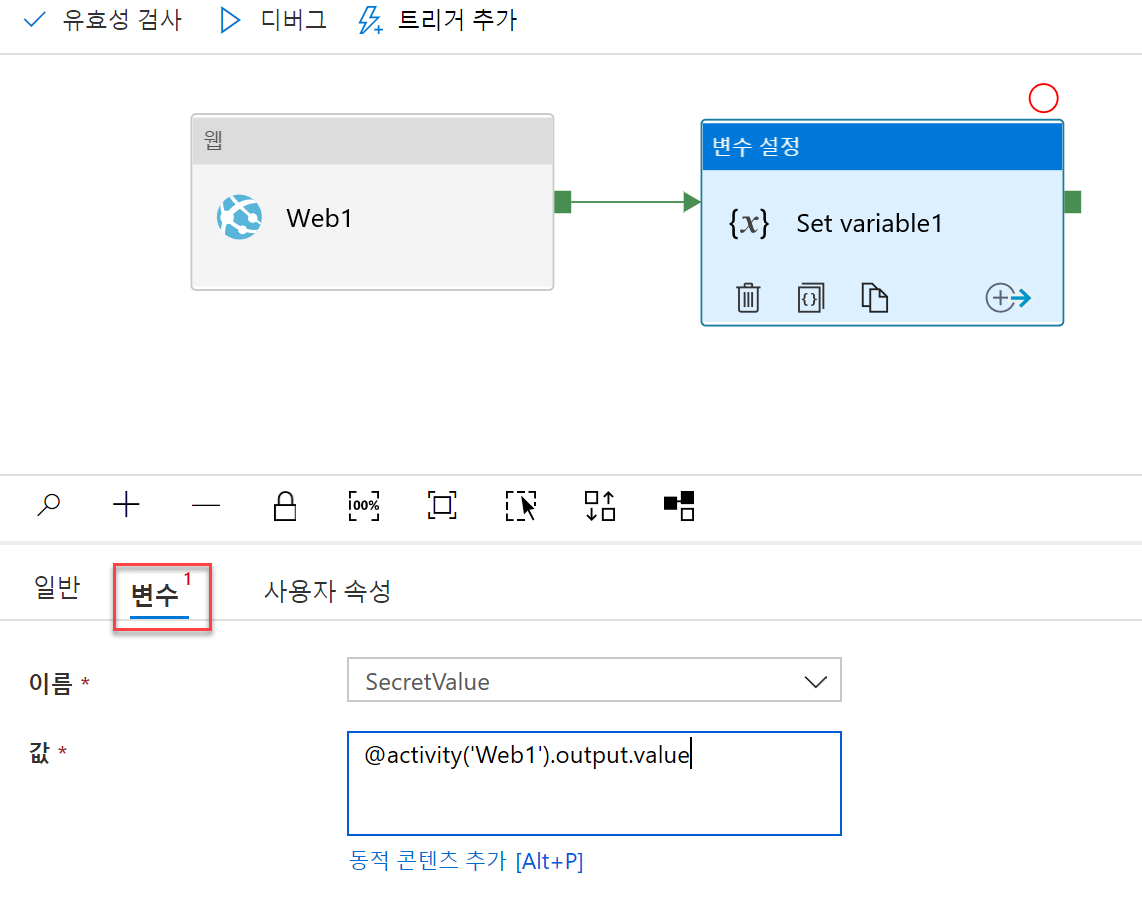 유효성 검사 디버그 트리거 추가
웹
Web1
변수 설정
{x} Set variable1
{}
100%
일반 변수 1 사용자 속성
이름 * SecretValue
값 * @activity('Web1').output.value
동적 콘텐츠 추가 [Alt+P]